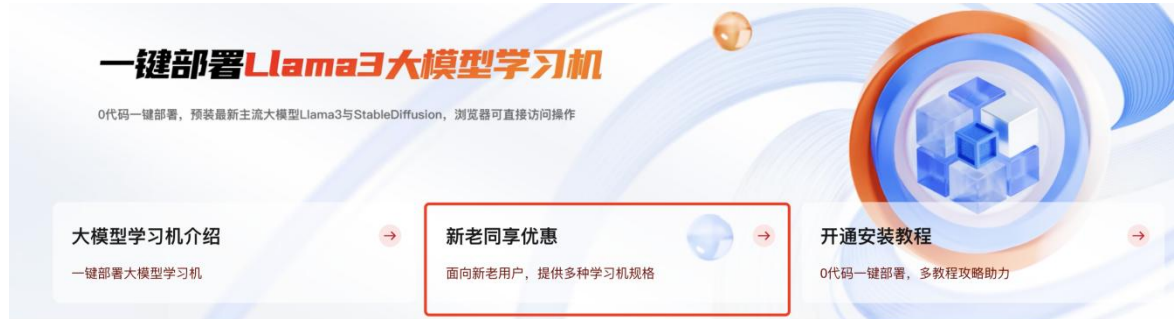 一键部署Llama3大模型学习机
0代码一键部署，预装最新主流大模型Llama3与StableDiffusion，浏览器可直接访问操作
大模型学习机介绍
一键部署大模型学习机
新老同享优惠
面向新老用户，提供多种学习机规格
开通安装教程
0代码一键部署，多教程攻略助力